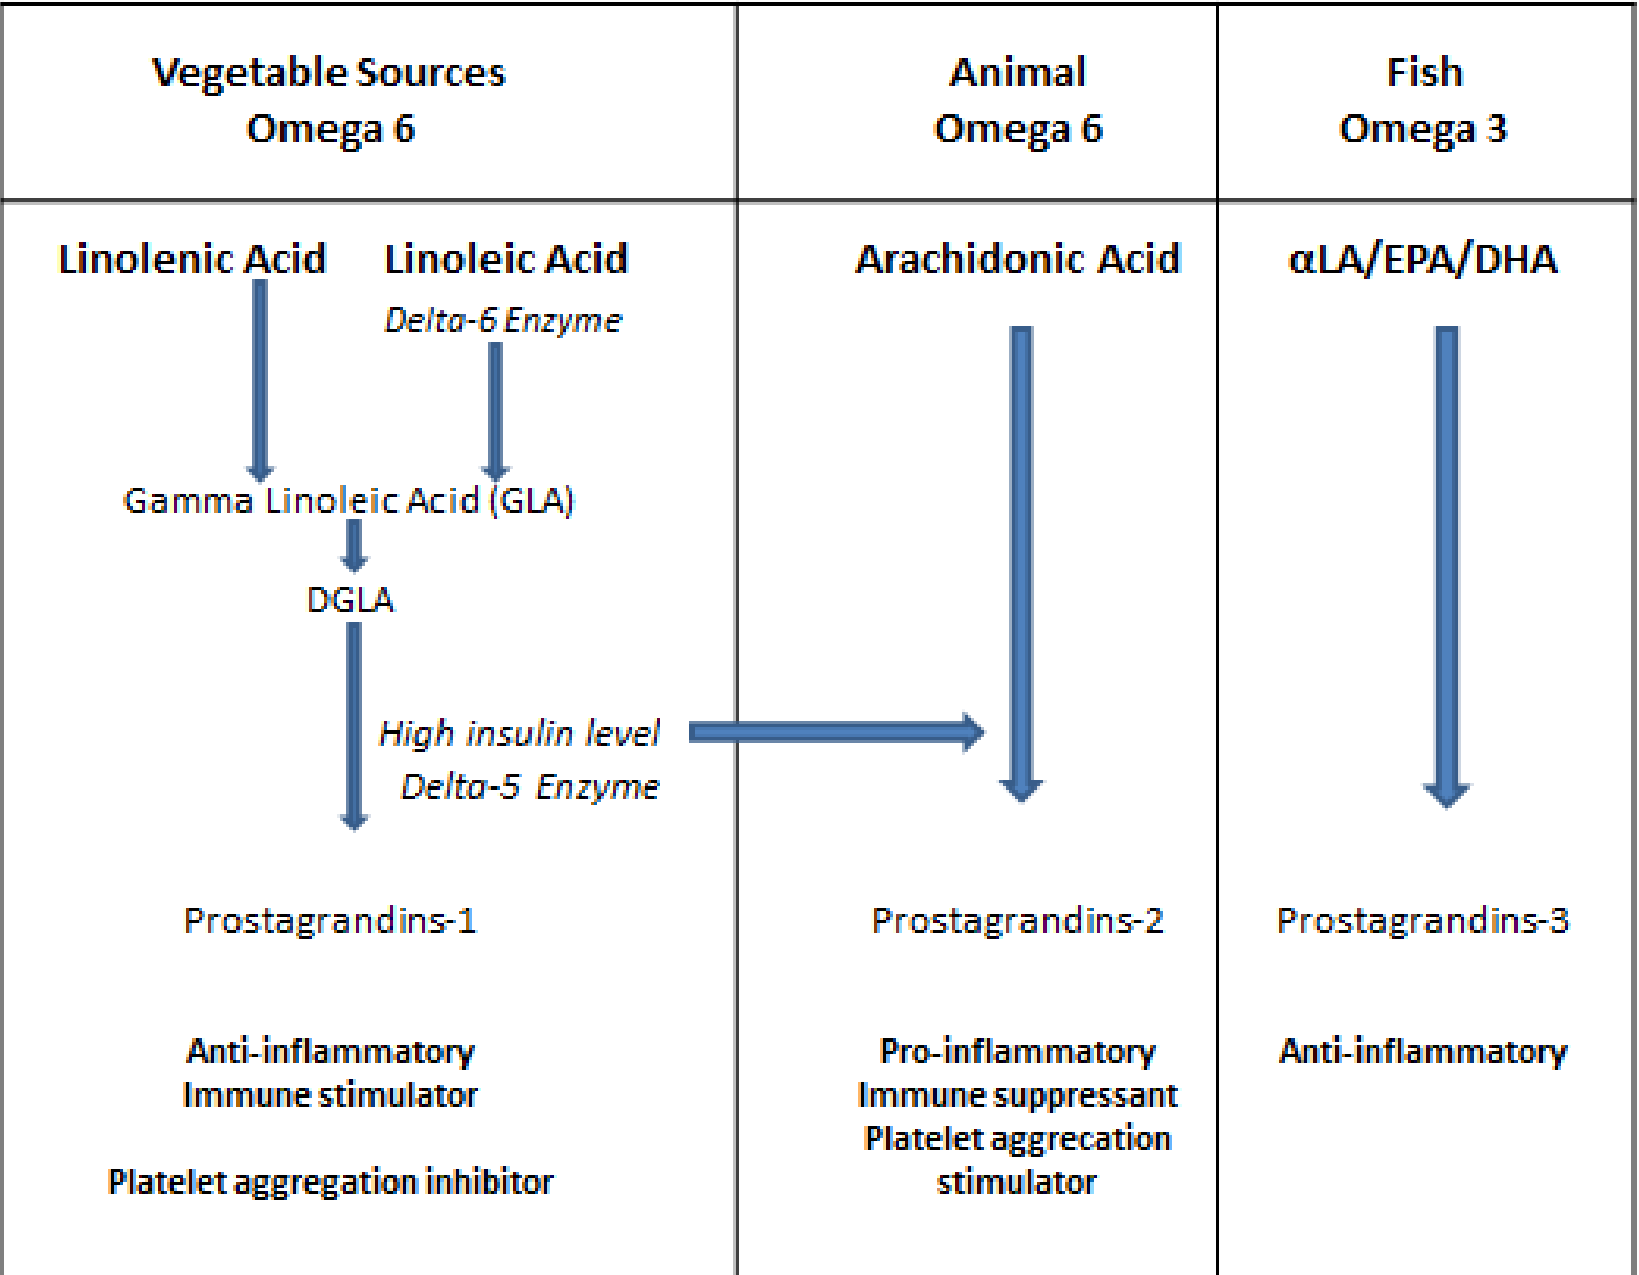 Vegetable Sources
Omega 6
Animal
Omega 6
Fish
Omega 3
Linolenic Acid
Linoleic Acid
Delta-6 Enzyme
Gamma Linoleic Acid (GLA)
DGLA
High insulin level
Delta-5 Enzyme
Prostagrandins-1
Anti-inflammatory
Immune stimulator
Platelet aggregation inhibitor
Arachidonic Acid
Prostagrandins-2
Pro-inflammatory
Immune suppressant
Platelet aggrecation
stimulator
αLA/EPA/DHA
Prostagrandins-3
Anti-inflammatory